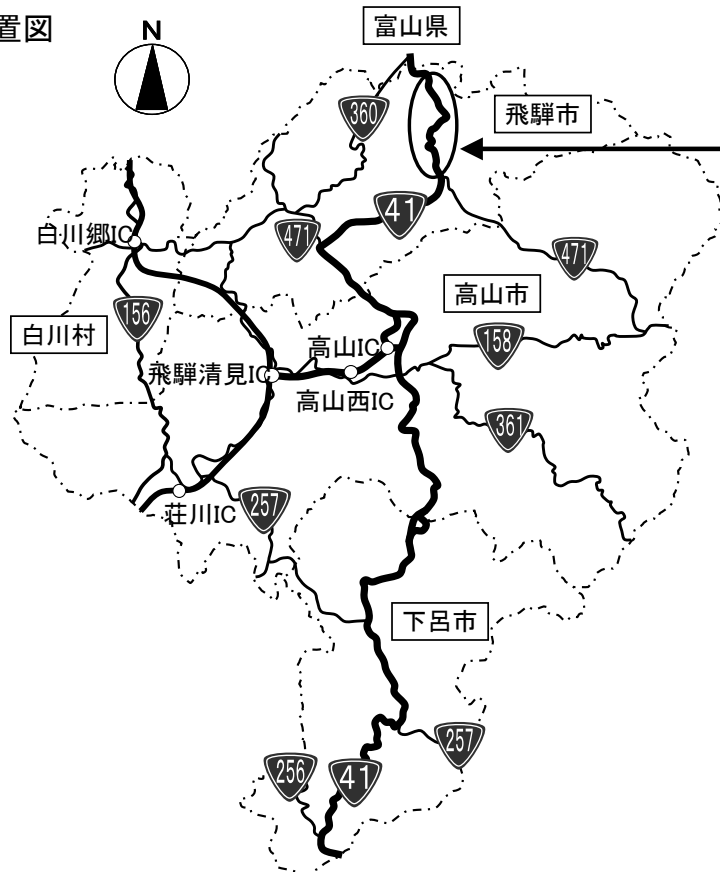 置図
富山県
N
360
飛騨市
41
白川郷IC
471
471
高山市
156
白川村
158
高山IC
飛騨清見IC
高山西IC
361
荘川IC
257
下呂市
257
256
41